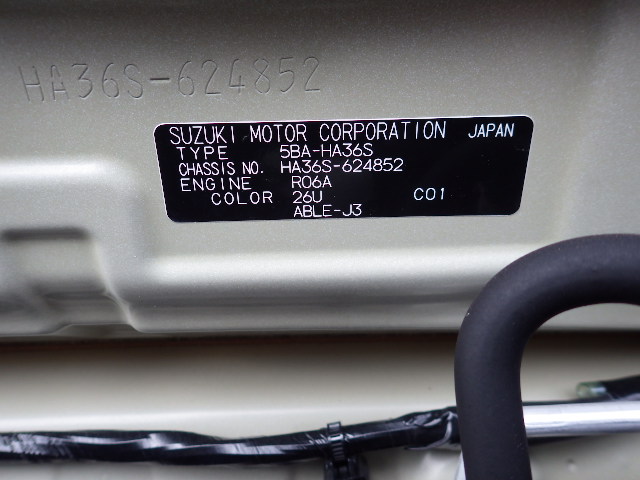 HA36S-624852
SUZUKI MOTOR CORPORATION JAPAN
TYPE 5BA-HA36S
CHASSIS NO. HA36S-624852
ENGINE R06A
COLOR 26U C01
ABLE-J3